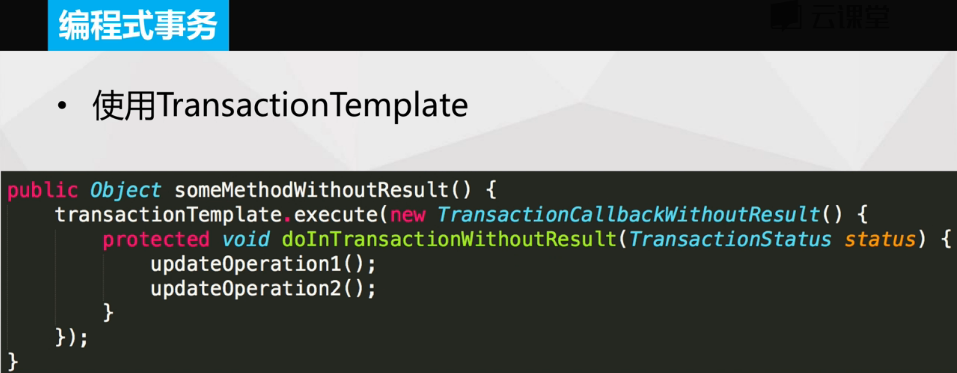 编程式事务
云课堂
• 使用TransactionTemplate
public Object someMethodWithoutResult() {
    transactionTemplate.execute(new TransactionCallbackWithoutResult() {
        protected void doInTransactionWithoutResult(TransactionStatus status) {
            updateOperation1();
            updateOperation2();
        }
    });
}